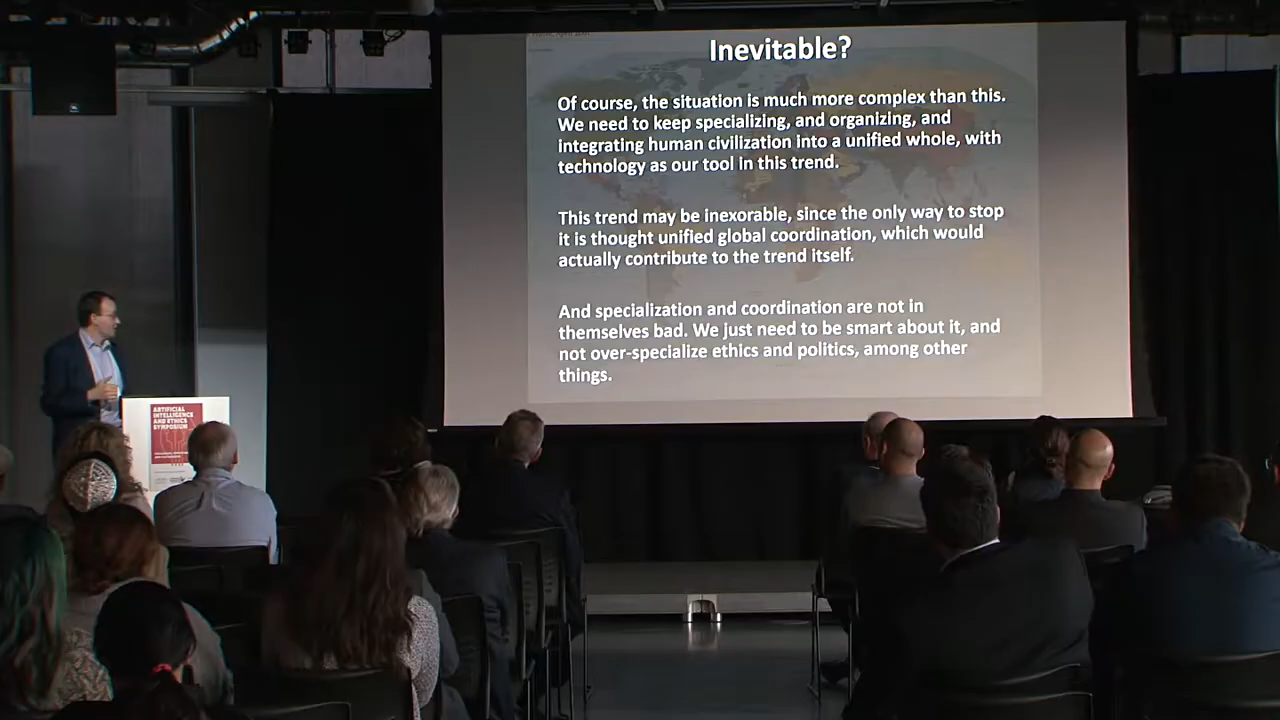 Inevitable?
Of course, the situation is much more complex than this.
We need to keep specializing, and organizing, and
integrating human civilization into a unified whole, with
technology as our tool in this trend.
This trend may be inexorable, since the only way to stop
it is thought unified global coordination, which would
actually contribute to the trend itself.
And specialization and coordination are not in
themselves bad. We just need to be smart about it, and
not over-specialize ethics and politics, among other
things.
ARTIFICIAL
INTELLIGENCE
AND ETHICS
SYMPOSIUM